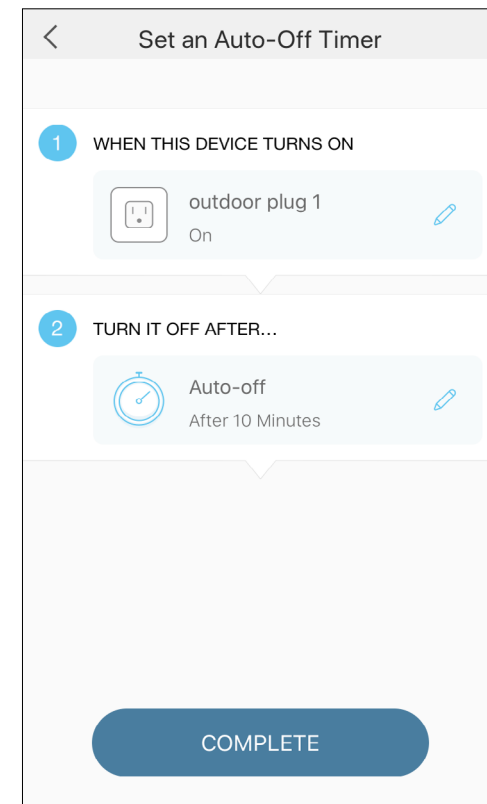 Set an Auto-Off Timer
1
WHEN THIS DEVICE TURNS ON
outdoor plug 1
On
2
TURN IT OFF AFTER...
Auto-off
After 10 Minutes
COMPLETE